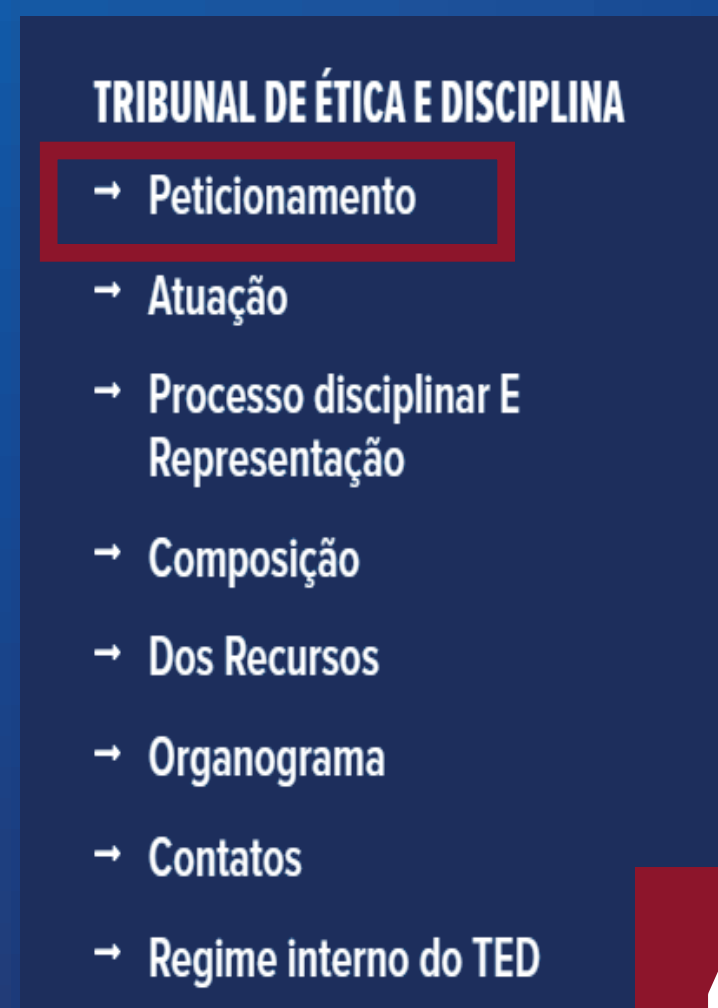 TRIBUNAL DE ÉTICA E DISCIPLINA
→ Peticionamento
→ Atuação
→ Processo disciplinar E
Representação
→ Composição
→ Dos Recursos
→ Organograma
→ Contatos
→ Regime interno do TED